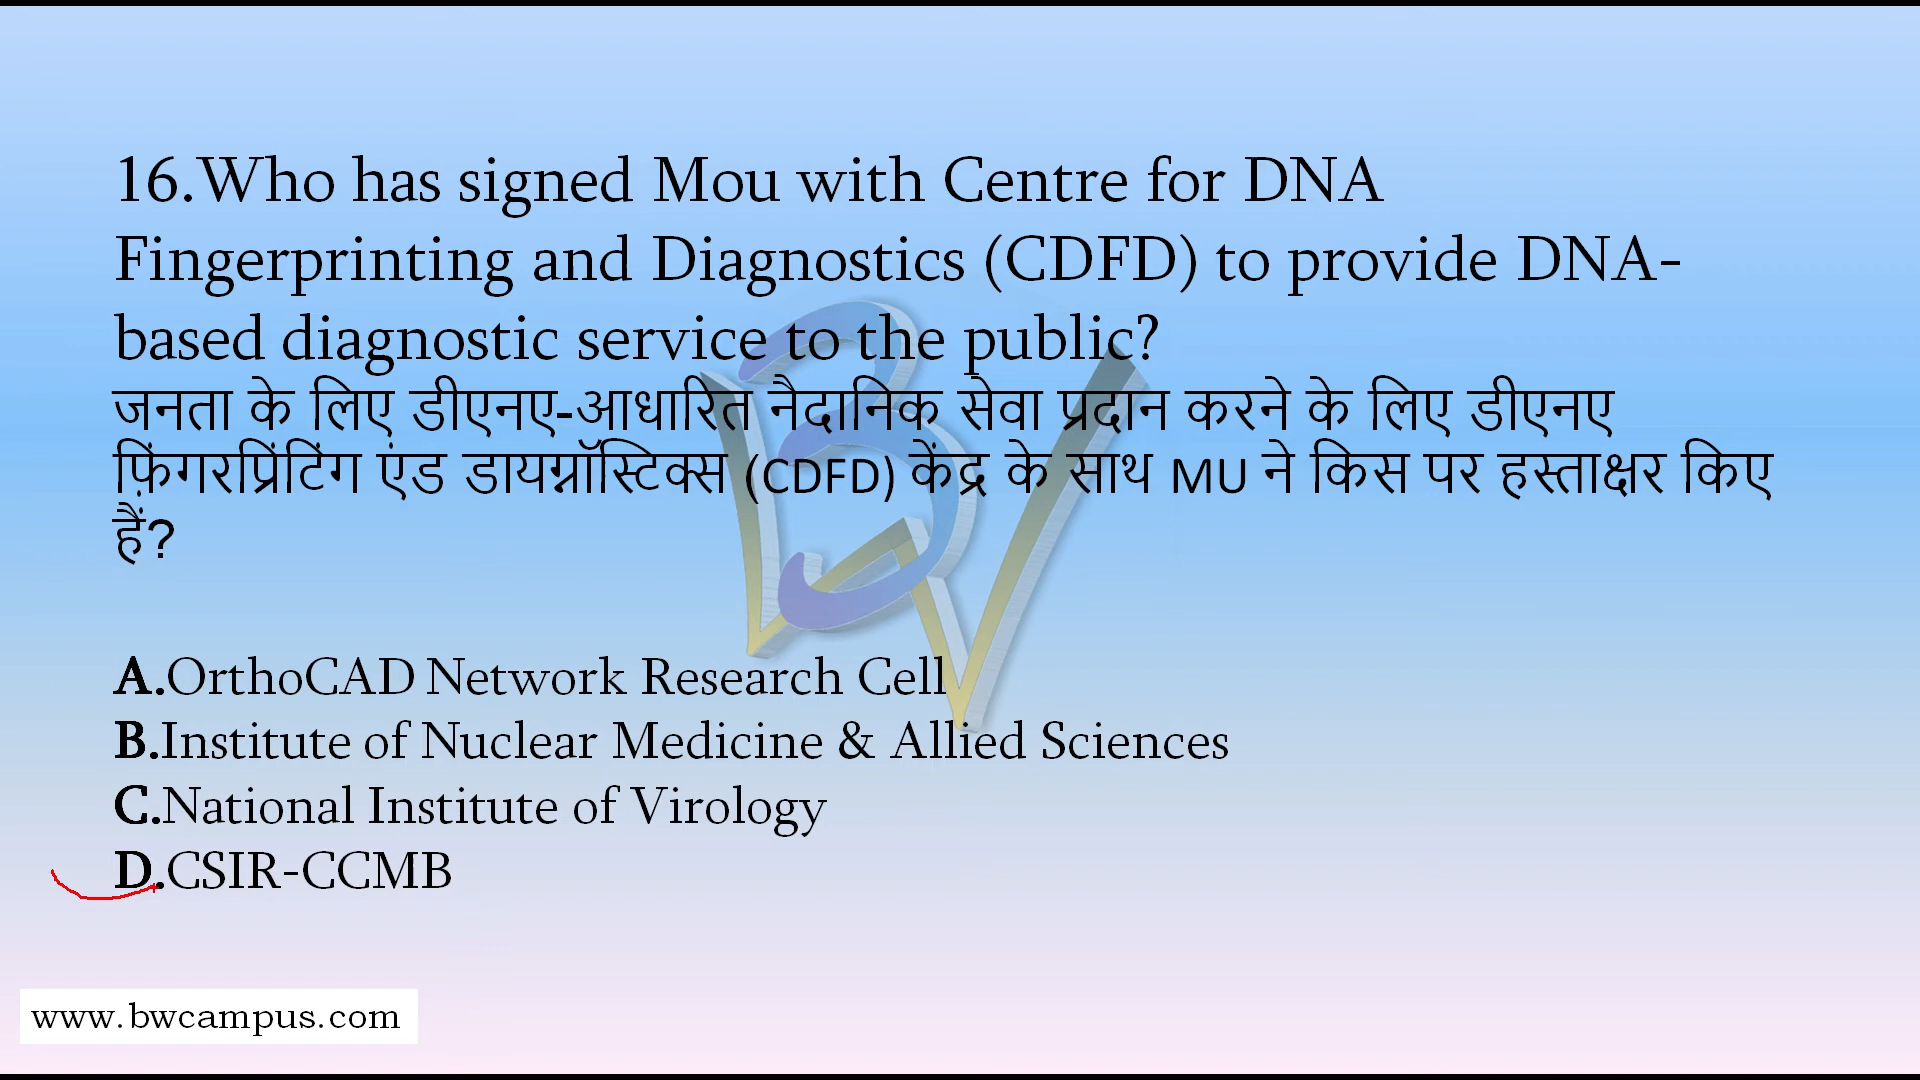 16.Who has signed Mou with Centre for DNA
Fingerprinting and Diagnostics (CDFD) to provide DNA-
based diagnostic service to the public?
जनता के लिए डीएनए-आधारित नैदानिक सेवा प्रदान करने के लिए डीएनए
फ़िंगरप्रिंटिंग एंड डायग्नॉस्टिक्स (CDFD) केंद्र के साथ MU ने किस पर हस्ताक्षर किए
हैं?
A.OrthoCAD Network Research Cell
B.Institute of Nuclear Medicine & Allied Sciences
C.National Institute of Virology
D.CSIR-CCMB
www.bwcampus.com